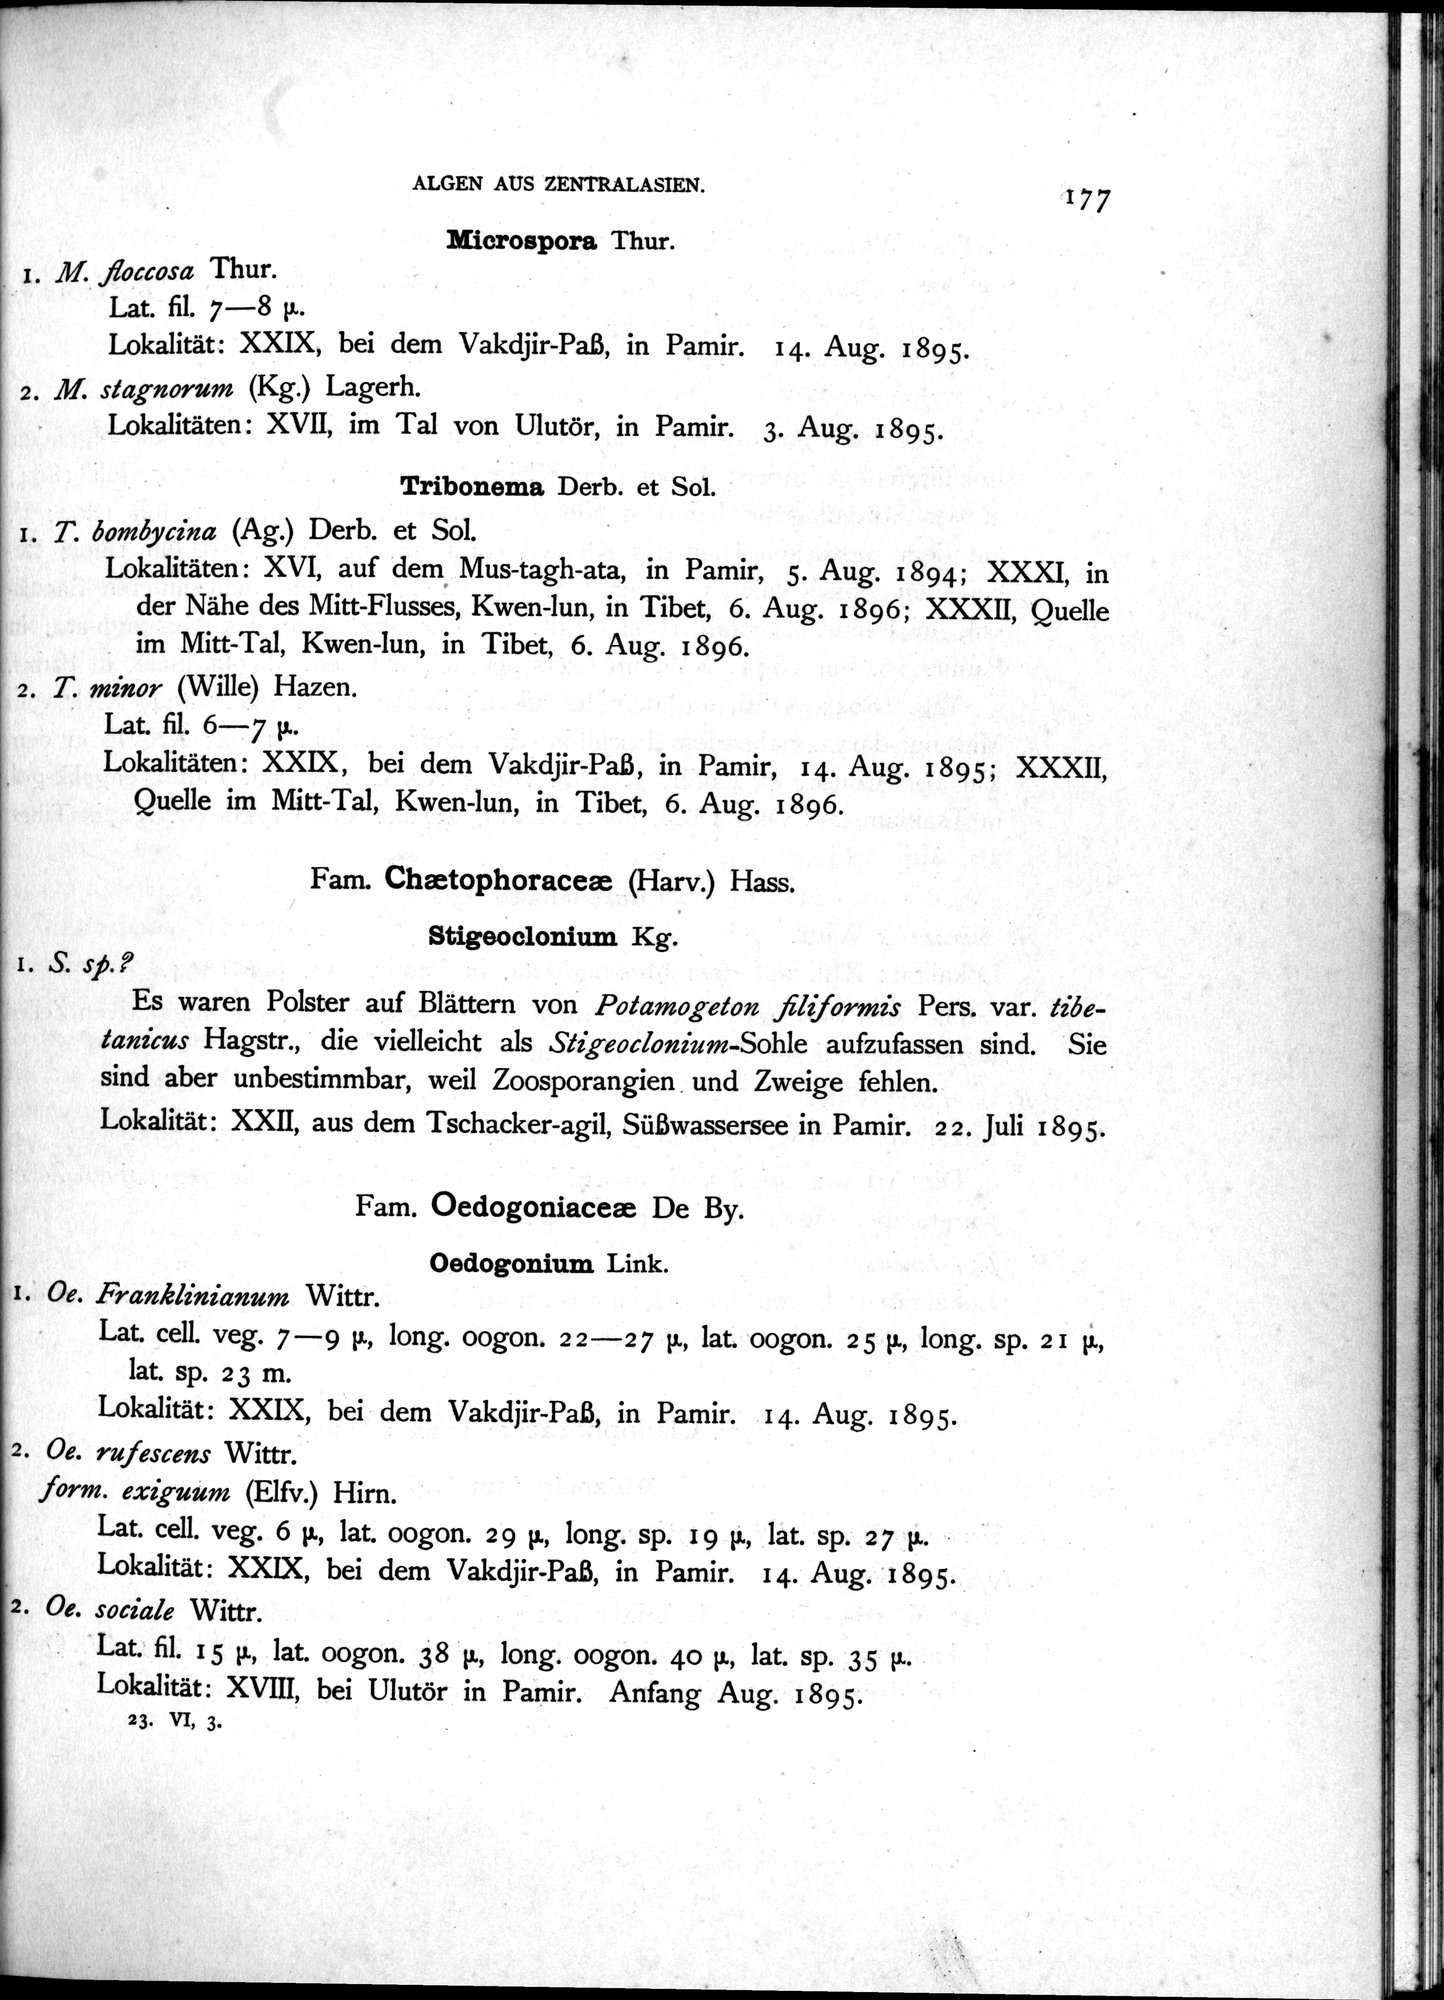 ALGEN AUS ZENTRALASIEN.
177
Microspora Thur.
1. M. floccosa Thur.
Lat. fil. 7—8 µ.
Lokalität: XXIX, bei dem Vakdjir-Paß, in Pamir. 14. Aug. 1895.
2. M. stagnorum (Kg.) Lagerh.
Lokalitäten: XVII, im Tal von Ulutör, in Pamir. 3. Aug. 1895.
Tribonema Derb. et Sol.
1. T. bombycina (Ag.) Derb. et Sol.
Lokalitäten: XVI, auf dem Mus-tagh-ata, in Pamir, 5. Aug. 1894; XXXI, in
der Nähe des Mitt-Flusses, Kwen-lun, in Tibet, 6. Aug. 1896; XXXII, Quelle
im Mitt-Tal, Kwen-lun, in Tibet, 6. Aug. 1896.
2. T. minor (Wille) Hazen.
Lat. fil. 6—7 µ.
Lokalitäten: XXIX, bei dem Vakdjir-Paß, in Pamir, 14. Aug. 1895; XXXII,
Quelle im Mitt-Tal, Kwen-lun, in Tibet, 6. Aug. 1896.
Fam. Chætophoraceæ (Harv.) Hass.
Stigeoclonium Kg.
1. S. sp.?
Es waren Polster auf Blättern von Potamogeton filiformis Pers. var. tibe-
tanicus Hagstr., die vielleicht als Stigeoclonium-Sohle aufzufassen sind. Sie
sind aber unbestimmbar, weil Zoosporangien und Zweige fehlen.
Lokalität: XXII, aus dem Tschacker-agil, Süßwassersee in Pamir. 22. Juli 1895.
Fam. Oedogoniaceæ De By.
Oedogonium Link.
1. Oe. Franklinianum Wittr.
Lat. cell. veg. 7—9 µ, long. oogon. 22—27 µ, lat. oogon. 25 µ, long. sp. 21 µ,
lat. sp. 23 m.
Lokalität: XXIX, bei dem Vakdjir-Paß, in Pamir. 14. Aug. 1895.
2. Oe. rufescens Wittr.
form. exiguum (Elfv.) Hirn.
Lat. cell. veg. 6 µ, lat. oogon. 29 µ, long. sp. 19 µ, lat. sp. 27 µ.
Lokalität: XXIX, bei dem Vakdjir-Paß, in Pamir. 14. Aug. 1895.
2. Oe. sociale Wittr.
Lat. fil. 15 µ, lat. oogon. 38 µ, long. oogon. 40 µ, lat. sp. 35 µ.
Lokalität: XVIII, bei Ulutör in Pamir. Anfang Aug. 1895.
23. VI, 3.